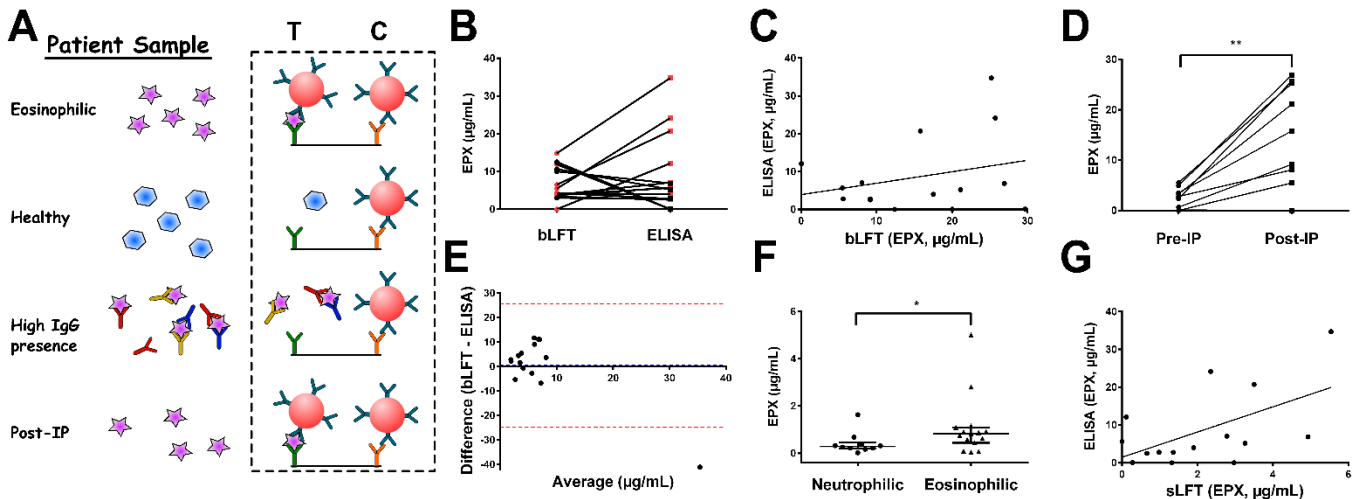 A
Patient Sample
T
C
Eosinophilic
Healthy
High IgG
presence
Post-IP
B
EPX (µg/mL)
40
30
20
10
0
bLFT
ELISA
C
ELISA (EPX, µg/mL)
40
30
20
10
0
0
10
20
30
bLFT (EPX, µg/mL)
D
**
EPX (µg/mL)
30
20
10
0
Pre-IP
Post-IP
E
Difference (bLFT - ELISA)
30
20
10
0
-10
-20
-30
-40
10
20
30
40
Average (µg/mL)
F
*
EPX (µg/mL)
6
4
2
0
Neutrophilic
Eosinophilic
G
ELISA (EPX, µg/mL)
40
30
20
10
0
0
2
4
6
sLFT (EPX, µg/mL)